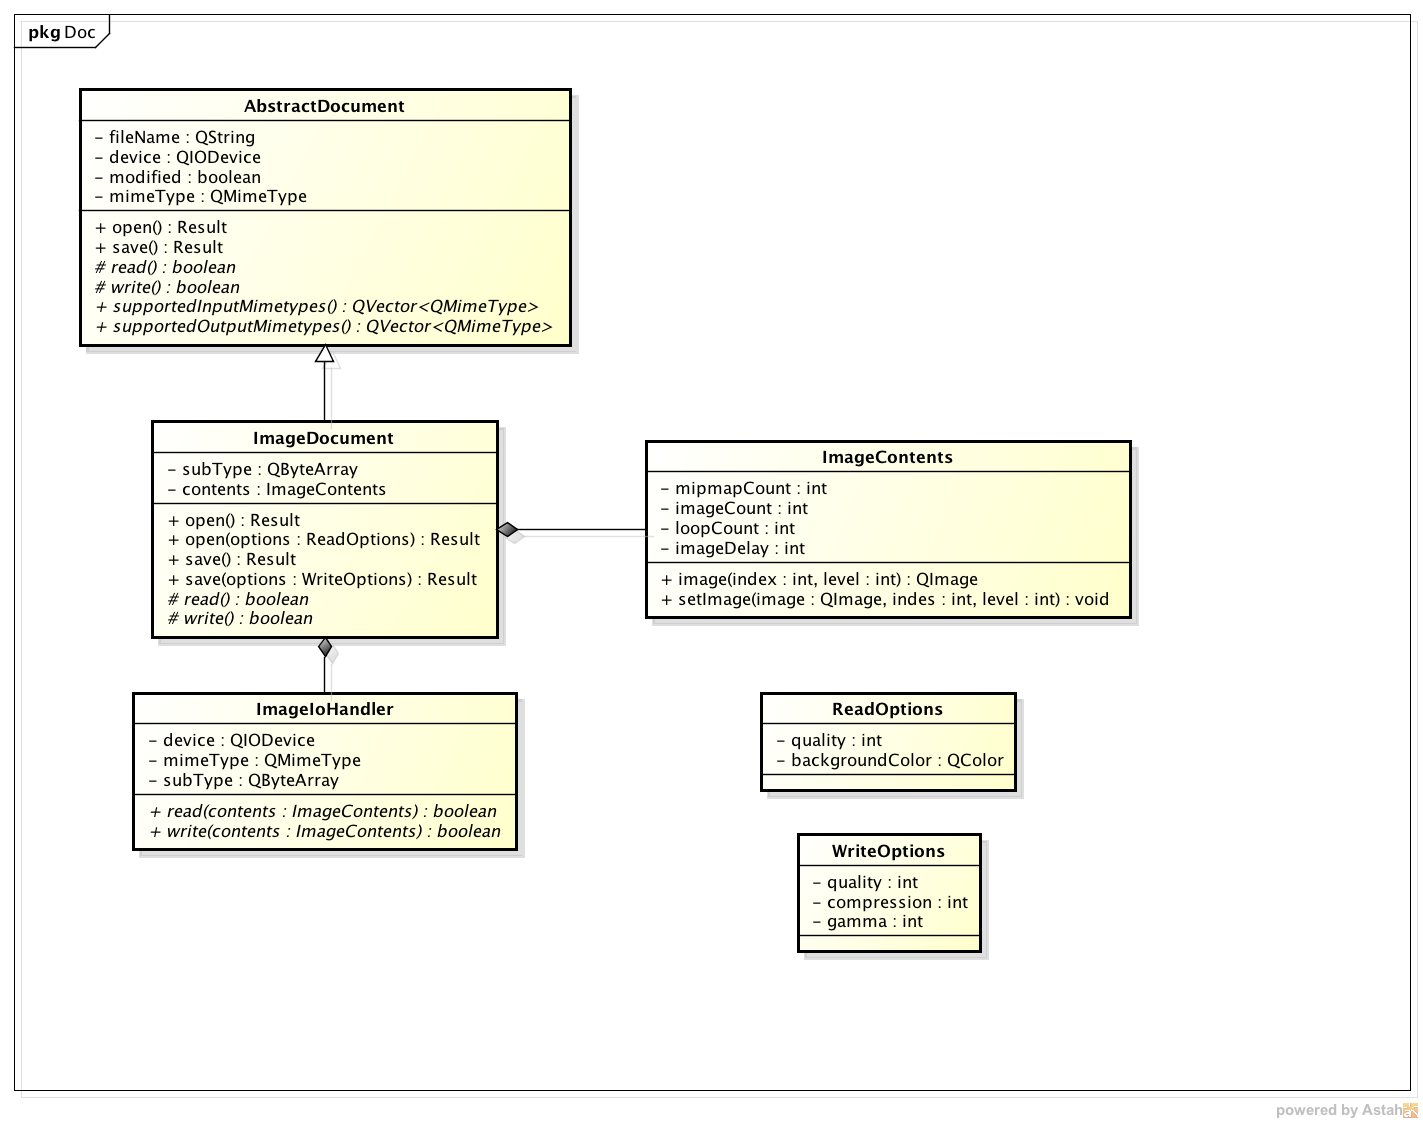 pkg Doc
AbstractDocument
- fileName : QString
- device : QIODevice
- modified : boolean
- mimeType : QMimeType
+ open() : Result
+ save() : Result
# read() : boolean
# write() : boolean
+ supportedInputMimetypes() : QVector<QMimeType>
+ supportedOutputMimetypes() : QVector<QMimeType>
ImageDocument
- subType : QByteArray
- contents : ImageContents
+ open() : Result
+ open(options : ReadOptions) : Result
+ save() : Result
+ save(options : WriteOptions) : Result
# read() : boolean
# write() : boolean
ImageContents
- mipmapCount : int
- imageCount : int
- loopCount : int
- imageDelay : int
+ image(index : int, level : int) : QImage
+ setImage(image : QImage, indes : int, level : int) : void
ImageIoHandler
- device : QIODevice
- mimeType : QMimeType
- subType : QByteArray
+ read(contents : ImageContents) : boolean
+ write(contents : ImageContents) : boolean
ReadOptions
- quality : int
- backgroundColor : QColor
WriteOptions
- quality : int
- compression : int
- gamma : int
powered by Astah